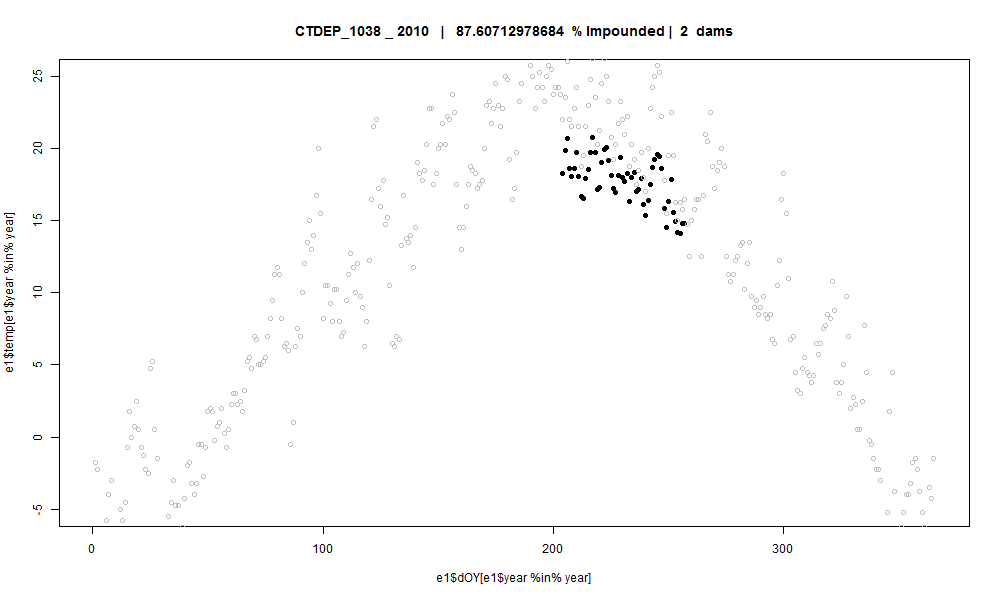 CTDEP_1038 _ 2010 | 87.60712978684 % Impounded | 2 dams
e1$temp[e1$year %in% year]
25
20
15
10
5
0
-5
0 100 200 300
e1$dOY[e1$year %in% year]